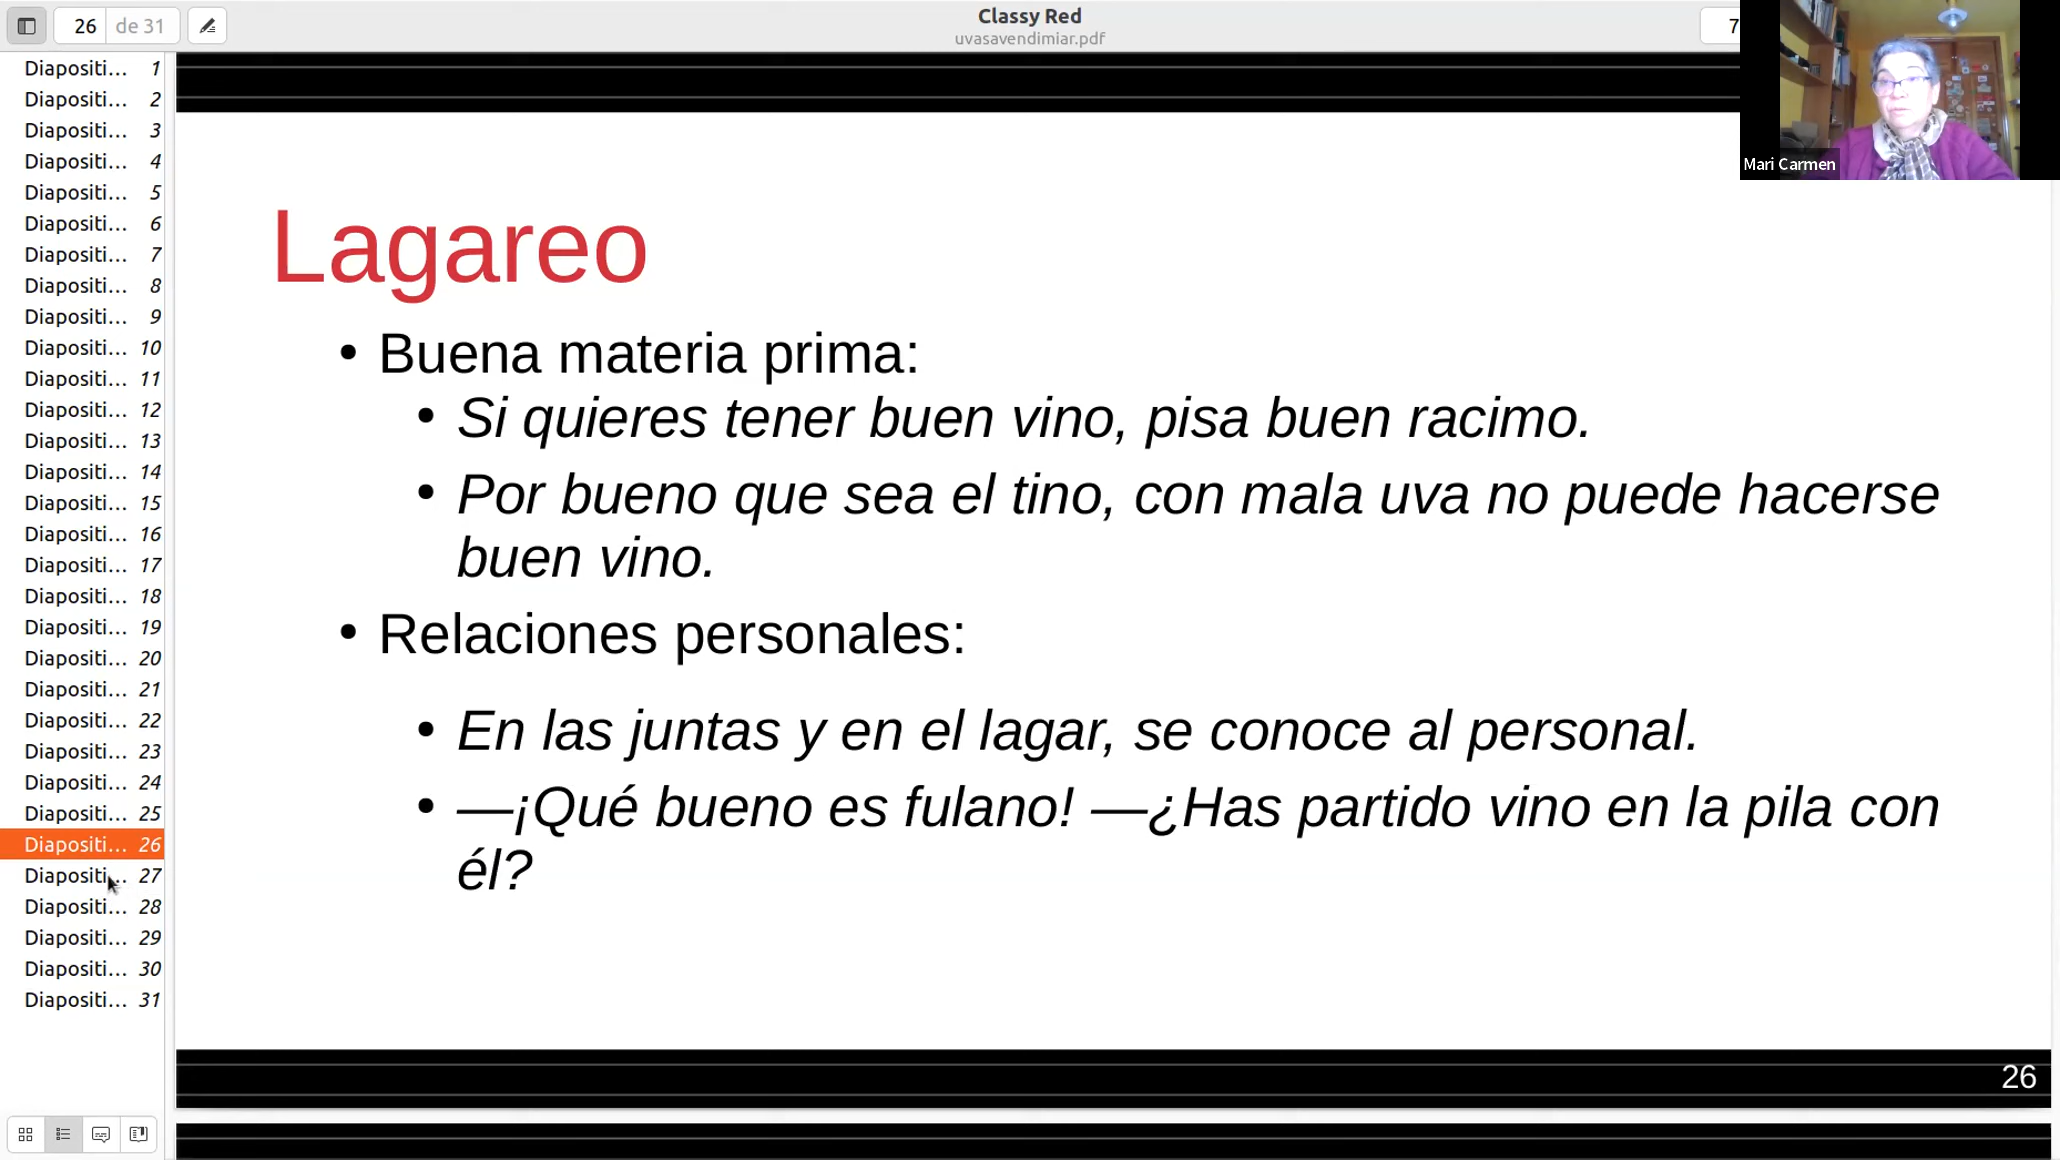 26 de 31
Classy Red
uvasavendimiar.pdf
7
Mari Carmen
Diapositi... 1
Diapositi... 2
Diapositi... 3
Diapositi... 4
Diapositi... 5
Diapositi... 6
Diapositi... 7
Diapositi... 8
Diapositi... 9
Diapositi... 10
Diapositi... 11
Diapositi... 12
Diapositi... 13
Diapositi... 14
Diapositi... 15
Diapositi... 16
Diapositi... 17
Diapositi... 18
Diapositi... 19
Diapositi... 20
Diapositi... 21
Diapositi... 22
Diapositi... 23
Diapositi... 24
Diapositi... 25
Diapositi... 26
Diapositi... 27
Diapositi... 28
Diapositi... 29
Diapositi... 30
Diapositi... 31
Lagareo
• Buena materia prima:
• Si quieres tener buen vino, pisa buen racimo.
• Por bueno que sea el tino, con mala uva no puede hacerse
buen vino.
• Relaciones personales:
• En las juntas y en el lagar, se conoce al personal.
• —¡Qué bueno es fulano! —¿Has partido vino en la pila con
él?
26